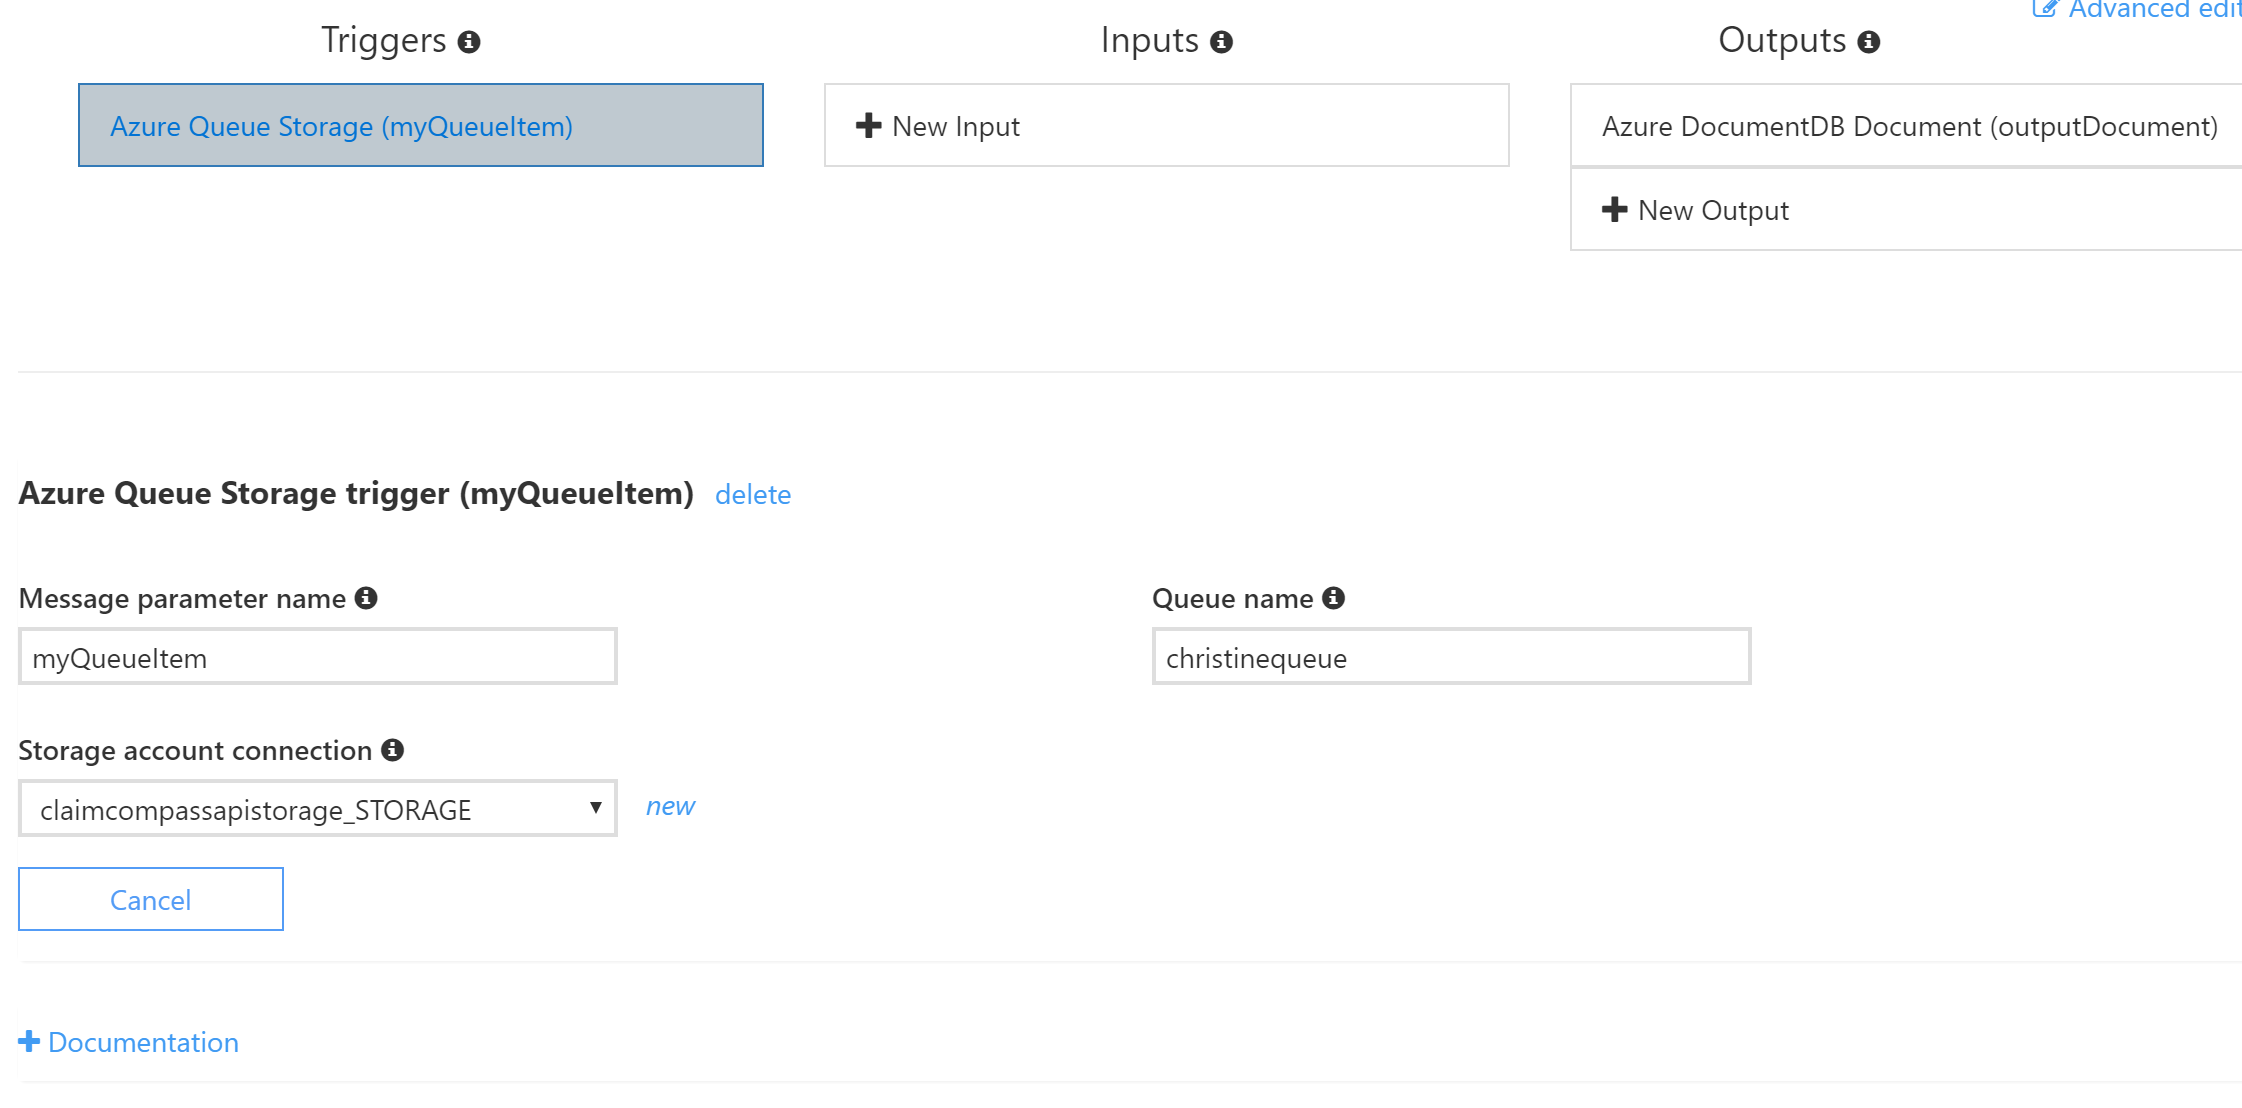 Advanced edit
Triggers
Inputs
Outputs
Azure Queue Storage (myQueueItem)
New Input
Azure DocumentDB Document (outputDocument)
New Output
Azure Queue Storage trigger (myQueueItem) delete
Message parameter name
Queue name
myQueueItem
christinequeue
Storage account connection
claimcompassapistorage_STORAGE
new
Cancel
Documentation